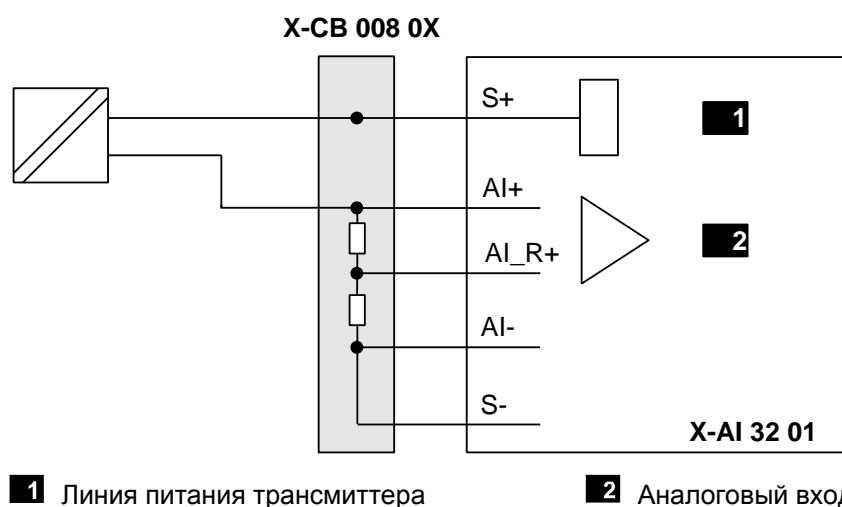 X-CB 008 0X
S+
1
AI+
2
AI_R+
AI-
S-
X-AI 32 01
1 Линия питания трансмиттера
2 Аналоговый вход